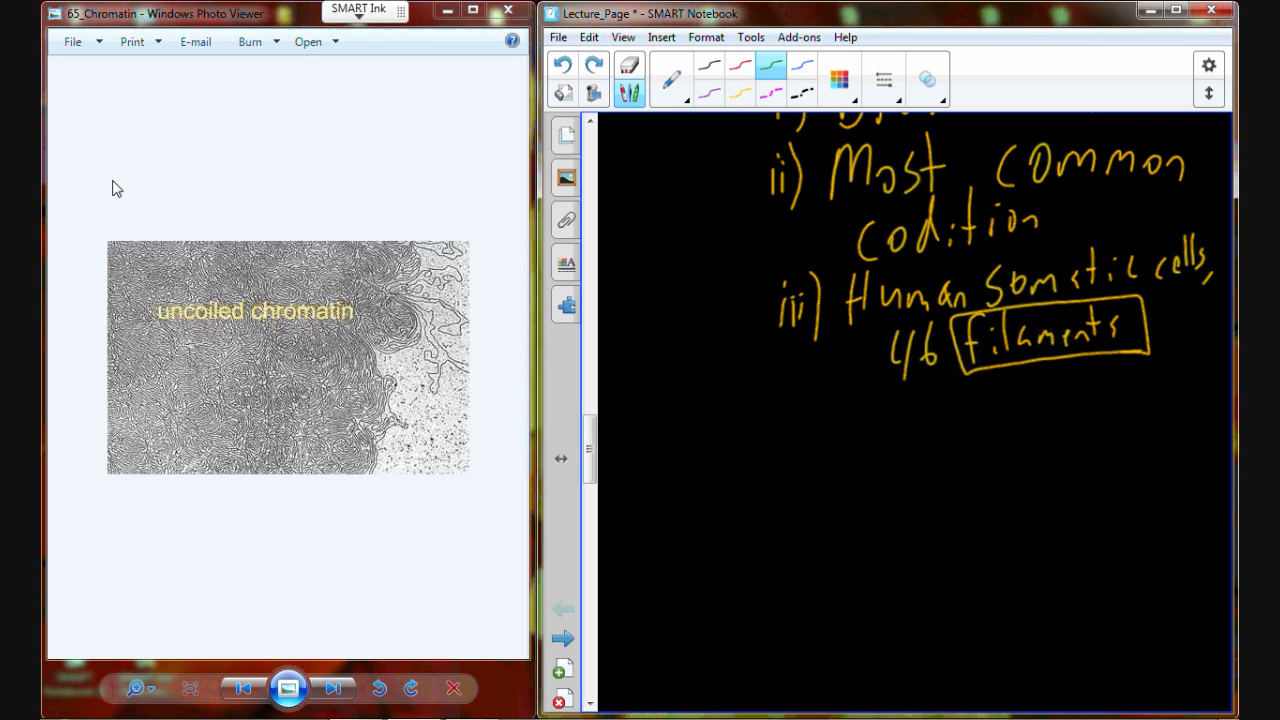 65_Chromatin - Windows Photo Viewer
SMART Ink
File Print E-mail Burn Open
uncoiled chromatin
Lecture_Page * - SMART Notebook
File Edit View Insert Format Tools Add-ons Help
ii) Most common
codition
iii) Human Somatic cells,
46 filaments